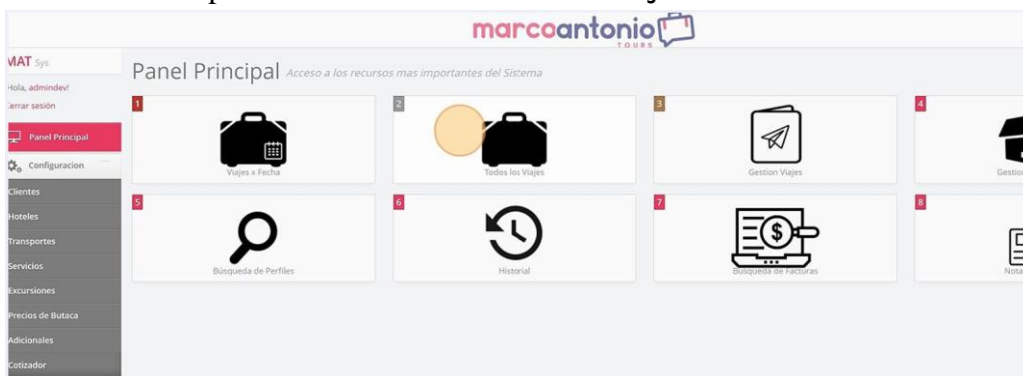 marcoantonio
TOURS
MAT Sys
Hola, admindev!
Cerrar sesión
Panel Principal
Configuracion
Clientes
Hoteles
Transportes
Servicios
Excursiones
Precios de Butaca
Adicionales
Cotizador
Panel Principal Acceso a los recursos mas importantes del Sistema
1
Viajes x Fecha
2
Todos los Viajes
3
Gestion Viajes
4
Gestion
5
Búsqueda de Perfiles
6
Historial
7
Búsqueda de Facturas
8
Nota